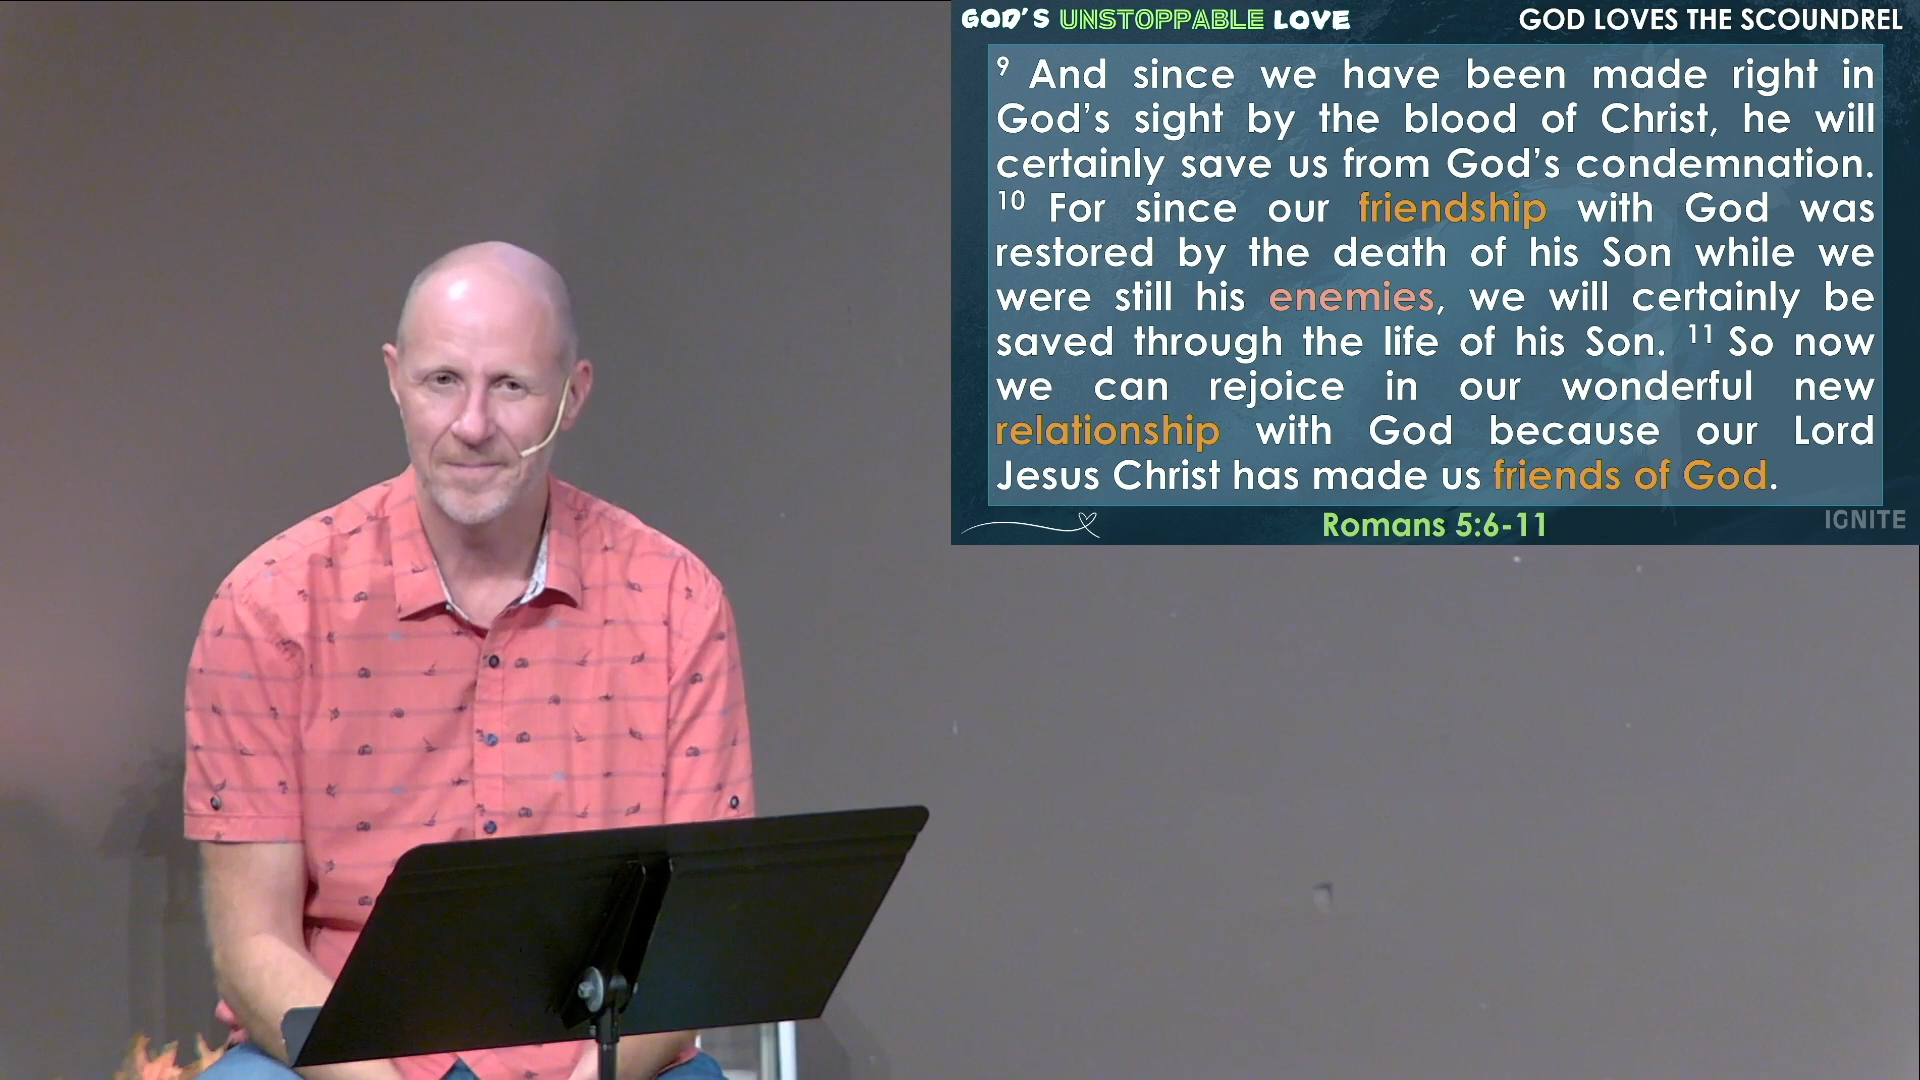 GOD'S UNSTOPPABLE LOVE
GOD LOVES THE SCOUNDREL
9 And since we have been made right in
God's sight by the blood of Christ, he will
certainly save us from God's condemnation.
10 For since our friendship with God was
restored by the death of his Son while we
were still his enemies, we will certainly be
saved through the life of his Son. 11 So now
we can rejoice in our wonderful new
relationship with God because our Lord
Jesus Christ has made us friends of God.
Romans 5:6-11
IGNITE